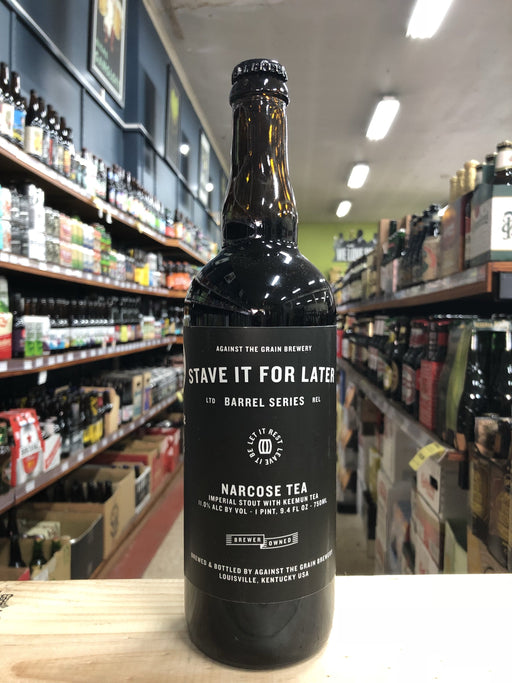 AGAINST THE GRAIN BREWERY
STAVE IT FOR LATER
LTD BARREL SERIES REL
LET IT REST LEAVE IT BE
NARCOSE TEA
IMPERIAL STOUT WITH KEEMUN TEA
11.0% ALC BY VOL - 1 PINT, 9.4 FL OZ - 750ML
BREWER OWNED
BREWED & BOTTLED BY AGAINST THE GRAIN BREWERY
LOUISVILLE, KENTUCKY USA